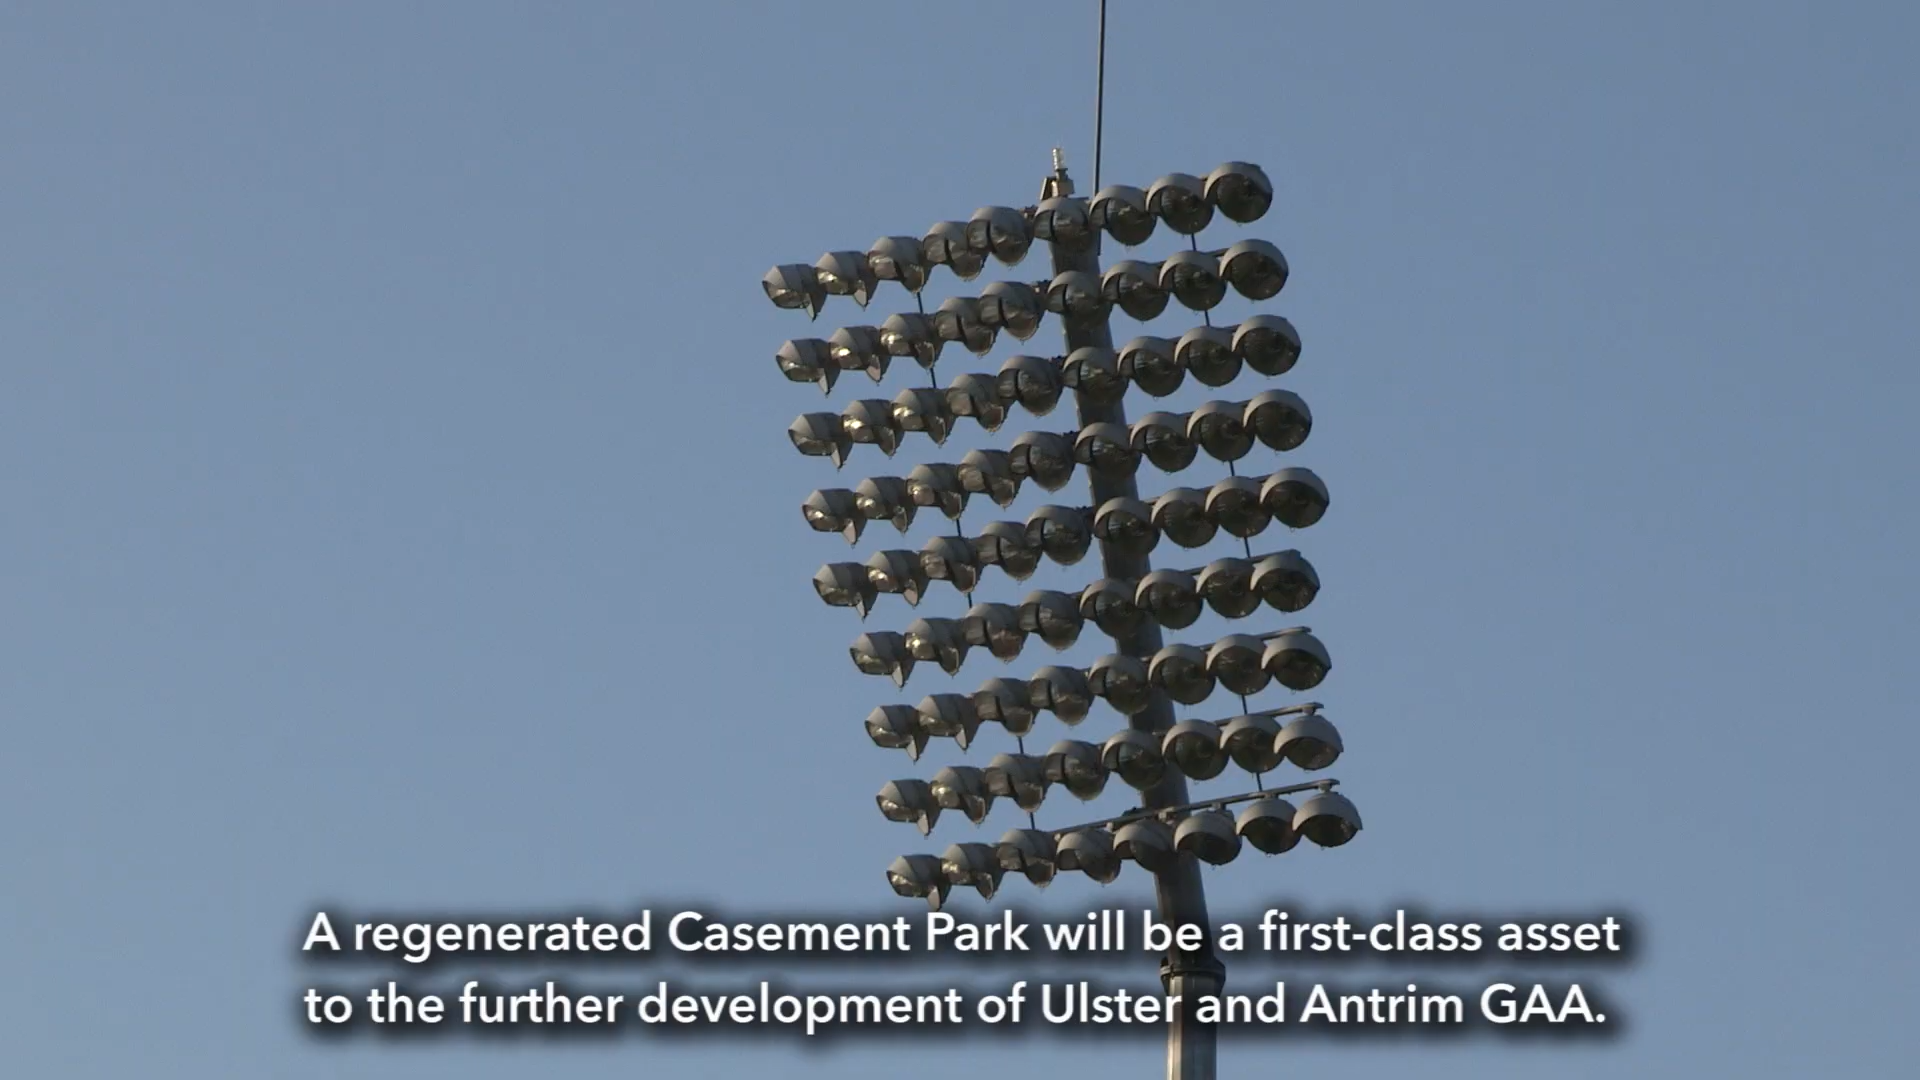 A regenerated Casement Park will be a first-class asset
to the further development of Ulster and Antrim GAA.